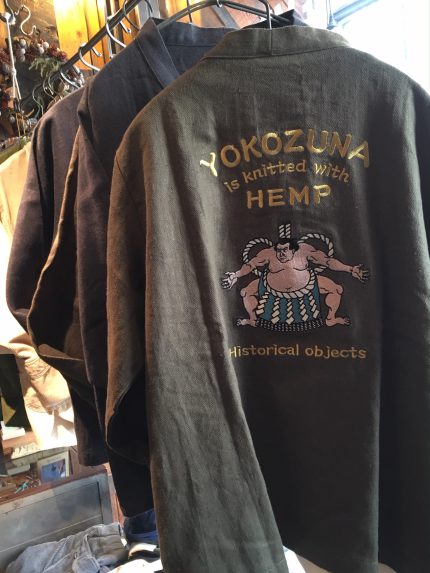 YOKOZUNA
is knitted with
HEMP
Historical objects